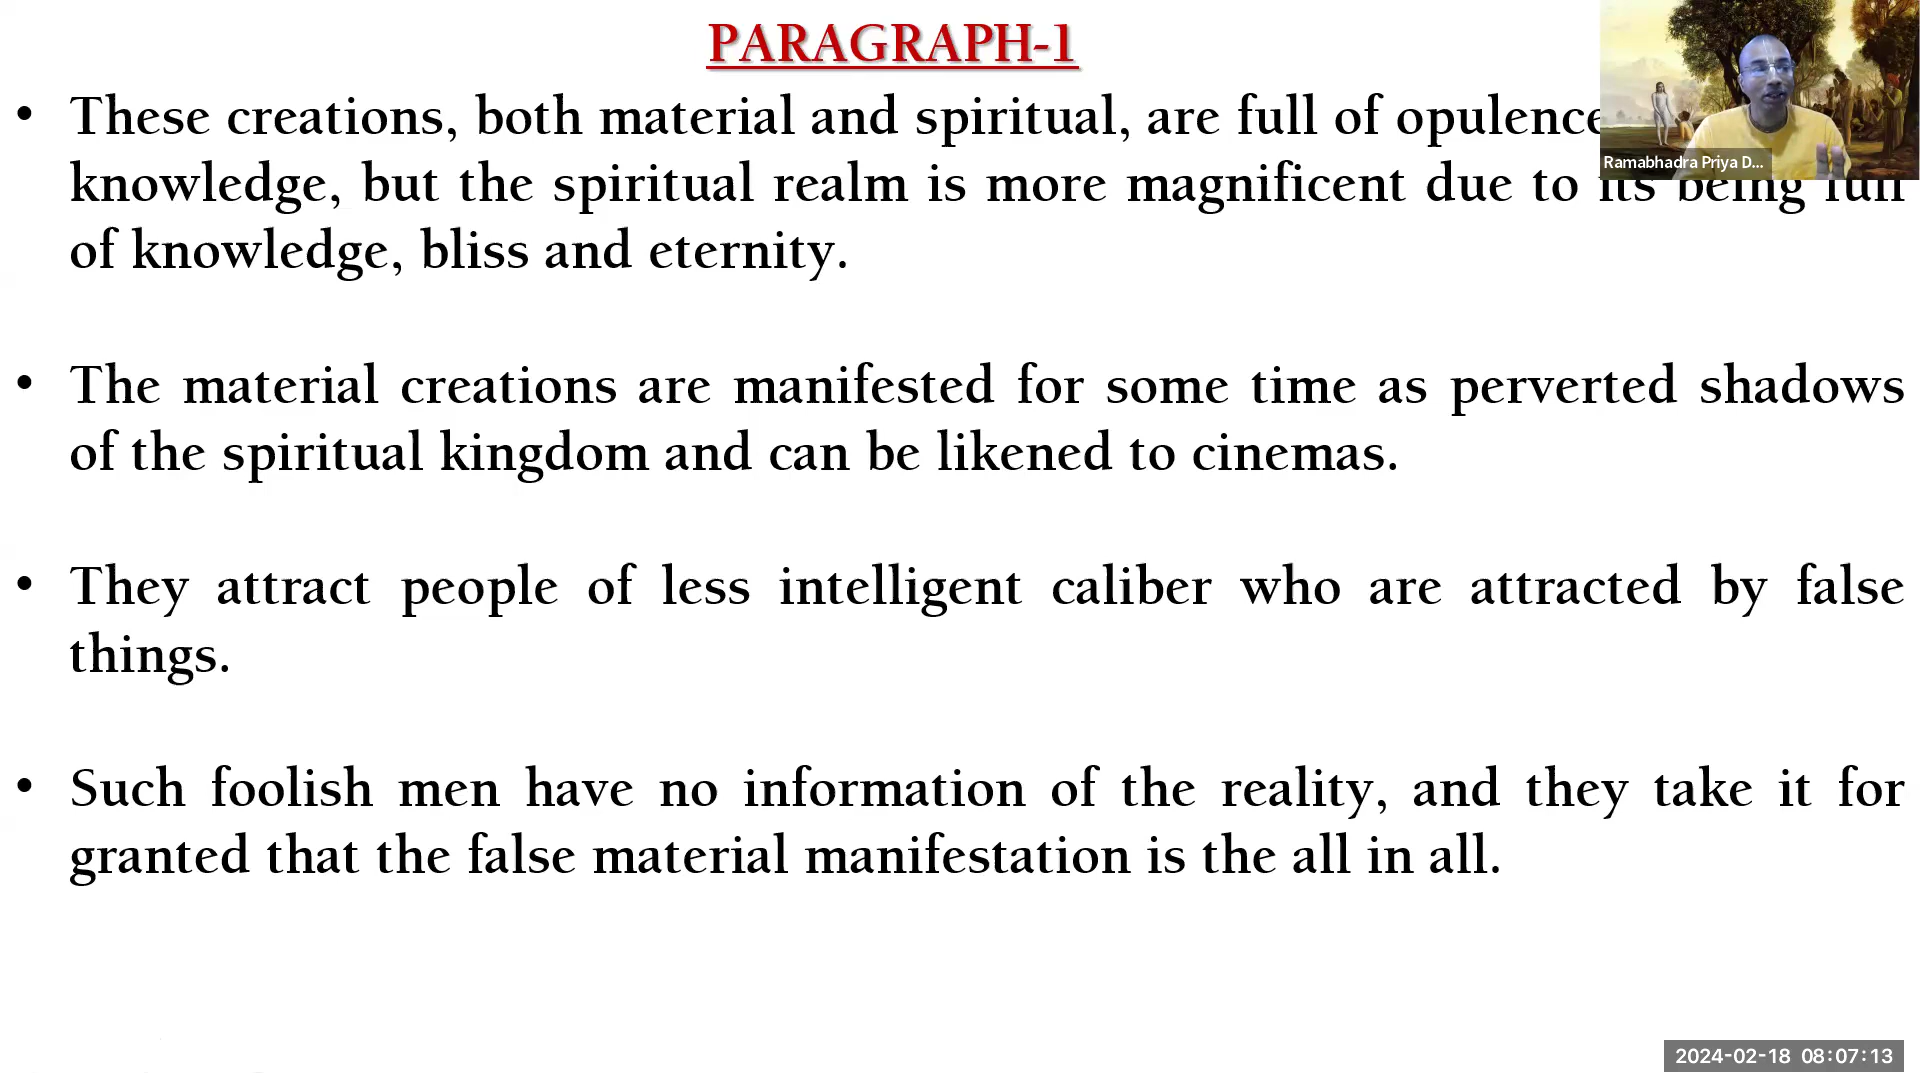 PARAGRAPH-1
• These creations, both material and spiritual, are full of opulence
knowledge, but the spiritual realm is more magnificent due to its being full
of knowledge, bliss and eternity.
• The material creations are manifested for some time as perverted shadows
of the spiritual kingdom and can be likened to cinemas.
• They attract people of less intelligent caliber who are attracted by false
things.
• Such foolish men have no information of the reality, and they take it for
granted that the false material manifestation is the all in all.
Ramabhadra Priya D...
2024-02-18 08:07:13